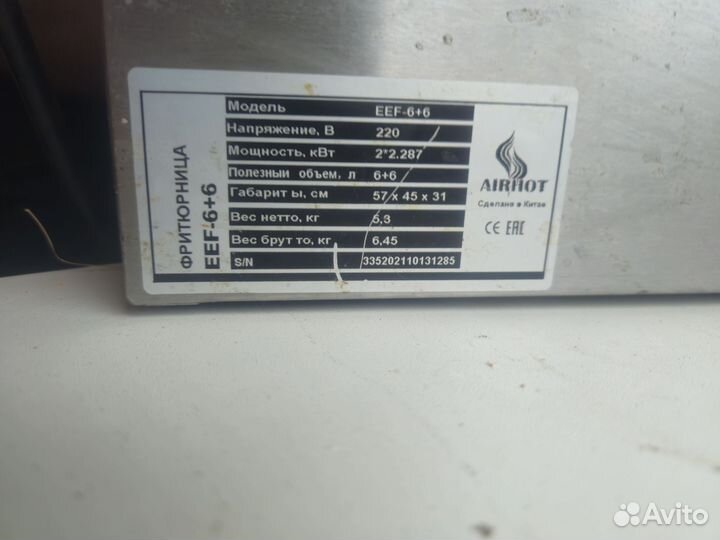 ФРИТЮРНИЦА
EEF-6+6
Модель EEF-6+6
Напряжение, В 220
Мощность, кВт 2*2.287
Полезный объем, л 6+6
Габарит ы, см 57 x 45 x 31
Вес нетто, кг 5,3
Вес брут то, кг 6,45
S/N 335202110131285
AIRHOT
Сделано в Китае
CE EAC
Avito